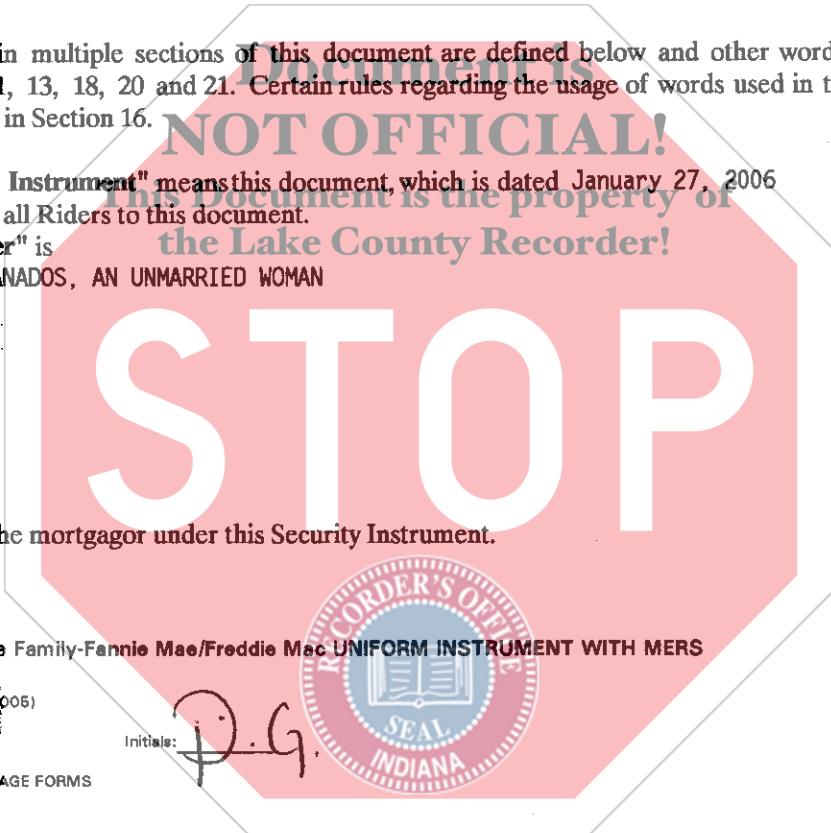 in multiple sections of this document are defined below and other word
Document is
1, 13, 18, 20 and 21. Certain rules regarding the usage of words used in t
in Section 16.
NOT OFFICIAL!
Instrument" means this document, which is dated January 27, 2006
This Document is the property of
all Riders to this document.
er" is
the Lake County Recorder!
NADOS, AN UNMARRIED WOMAN
STOP
he mortgagor under this Security Instrument.
RECORDER'S OFFICE
e Family-Fannie Mae/Freddie Mac UNIFORM INSTRUMENT WITH MERS
005)
SEAL
Initials: D.G.
INDIANA
AGE FORMS